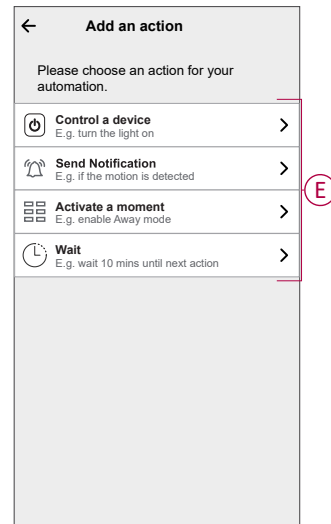 Add an action
Please choose an action for your
automation.
Control a device
E.g. turn the light on
Send Notification
E.g. if the motion is detected
Activate a moment
E.g. enable Away mode
Wait
E.g. wait 10 mins until next action
E